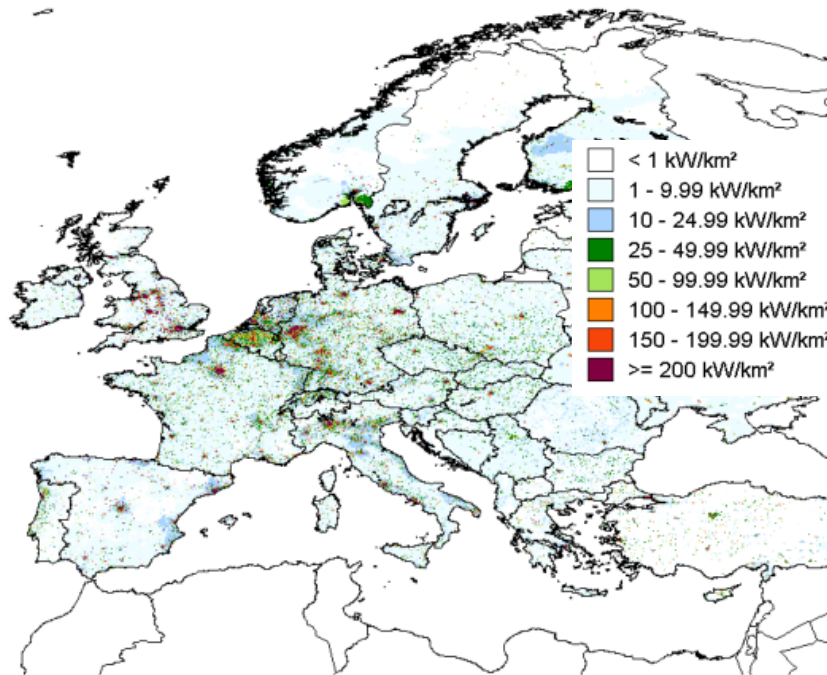 < 1 kW/km²
1 - 9.99 kW/km²
10 - 24.99 kW/km²
25 - 49.99 kW/km²
50 - 99.99 kW/km²
100 - 149.99 kW/km²
150 - 199.99 kW/km²
>= 200 kW/km²